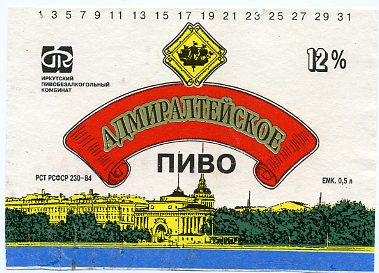 1 3 5 7 9 11 13 15 17 19 21 23 25 27 29 31
ИРКУТСКИЙ
ПИВОБЕЗАЛКОГОЛЬНЫЙ
КОМБИНАТ
12%
АДМИРАЛТЕЙСКОЕ
ПИВО
РСТ РСФСР 230-84
ЕМК. 0,5 л